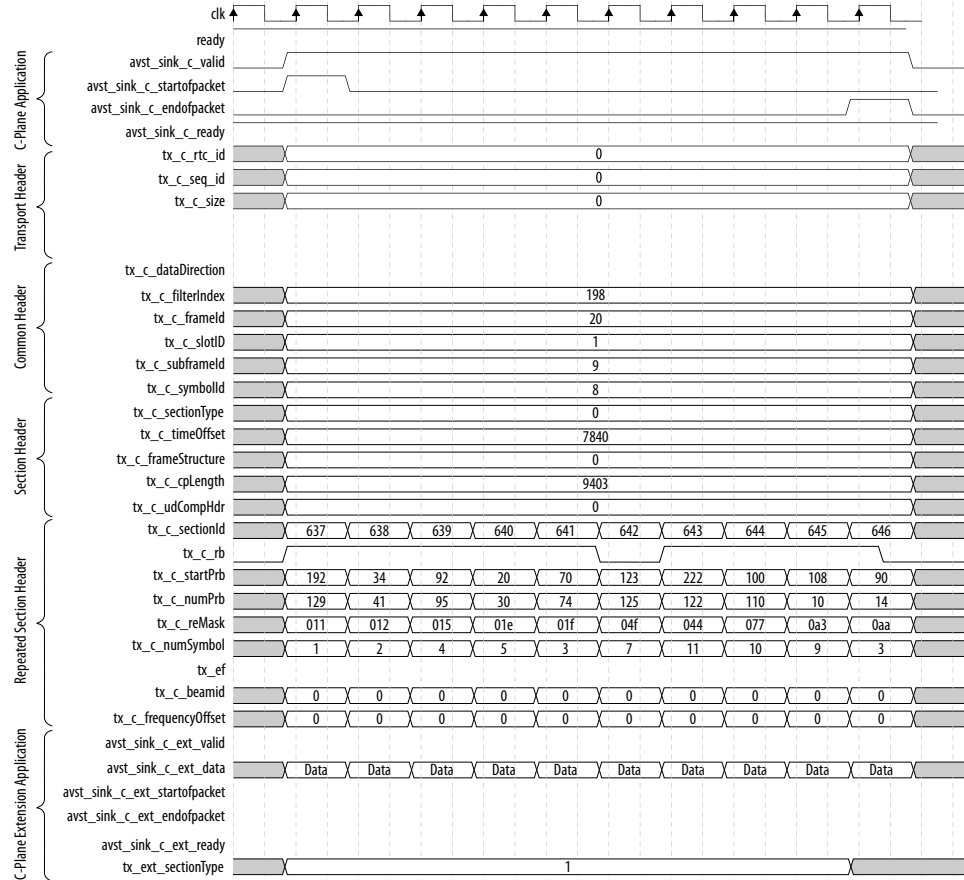 clk
ready
C-Plane Application
avst_sink_c_valid
avst_sink_c_startofpacket
avst_sink_c_endofpacket
avst_sink_c_ready
Transport Header
tx_c_rtc_id 0
tx_c_seq_id 0
tx_c_size 0
Common Header
tx_c_dataDirection
tx_c_filterIndex 198
tx_c_frameId 20
tx_c_slotID 1
tx_c_subframeId 9
tx_c_symbolId 8
Section Header
tx_c_sectionType 0
tx_c_timeOffset 7840
tx_c_frameStructure 0
tx_c_cpLength 9403
tx_c_udCompHdr 0
Repeated Section Header
tx_c_sectionId 637 638 639 640 641 642 643 644 645 646
tx_c_rb
tx_c_startPrb 192 34 92 20 70 123 222 100 108 90
tx_c_numPrb 129 41 95 30 74 125 122 110 10 14
tx_c_reMask 011 012 015 01e 01f 04f 044 077 0a3 0aa
tx_c_numSymbol 1 2 4 5 3 7 11 10 9 3
tx_ef
tx_c_beamid 0 0 0 0 0 0 0 0 0 0
tx_c_frequencyOffset 0 0 0 0 0 0 0 0 0 0
C-Plane Extension Application
avst_sink_c_ext_valid
avst_sink_c_ext_data Data Data Data Data Data Data Data Data Data Data
avst_sink_c_ext_startofpacket
avst_sink_c_ext_endofpacket
avst_sink_c_ext_ready
tx_ext_sectionType 1